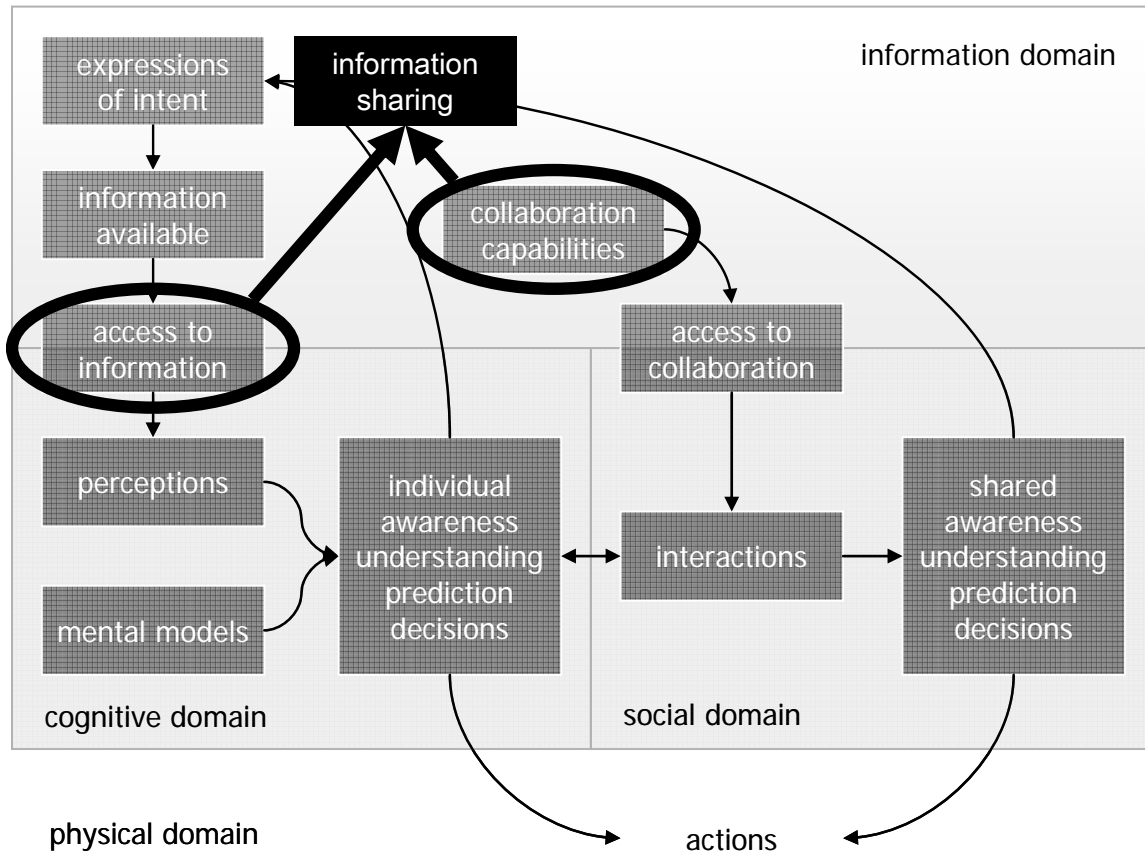 expressions
of intent
information
sharing
information domain
information
available
collaboration
capabilities
access to
information
access to
collaboration
perceptions
individual
awareness
understanding
prediction
decisions
interactions
shared
awareness
understanding
prediction
decisions
mental models
cognitive domain
social domain
physical domain
actions